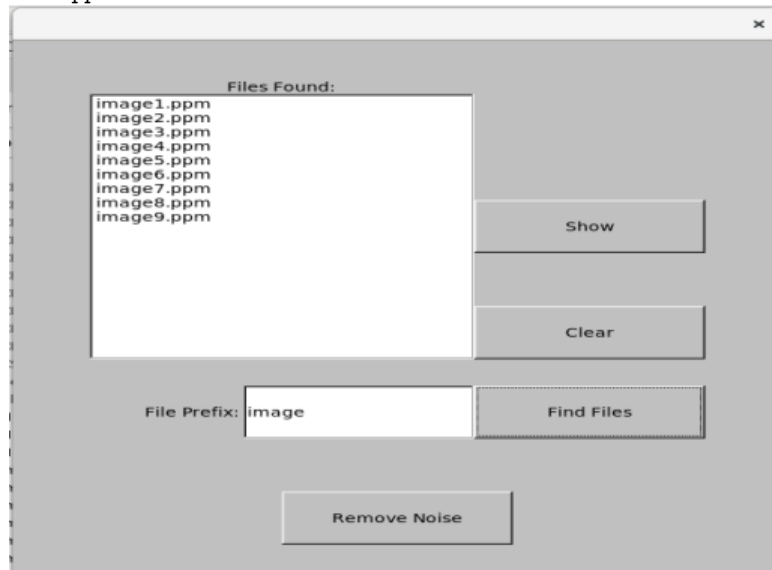 Files Found:
image1.ppm
image2.ppm
image3.ppm
image4.ppm
image5.ppm
image6.ppm
image7.ppm
image8.ppm
image9.ppm
Show
Clear
File Prefix: image
Find Files
Remove Noise